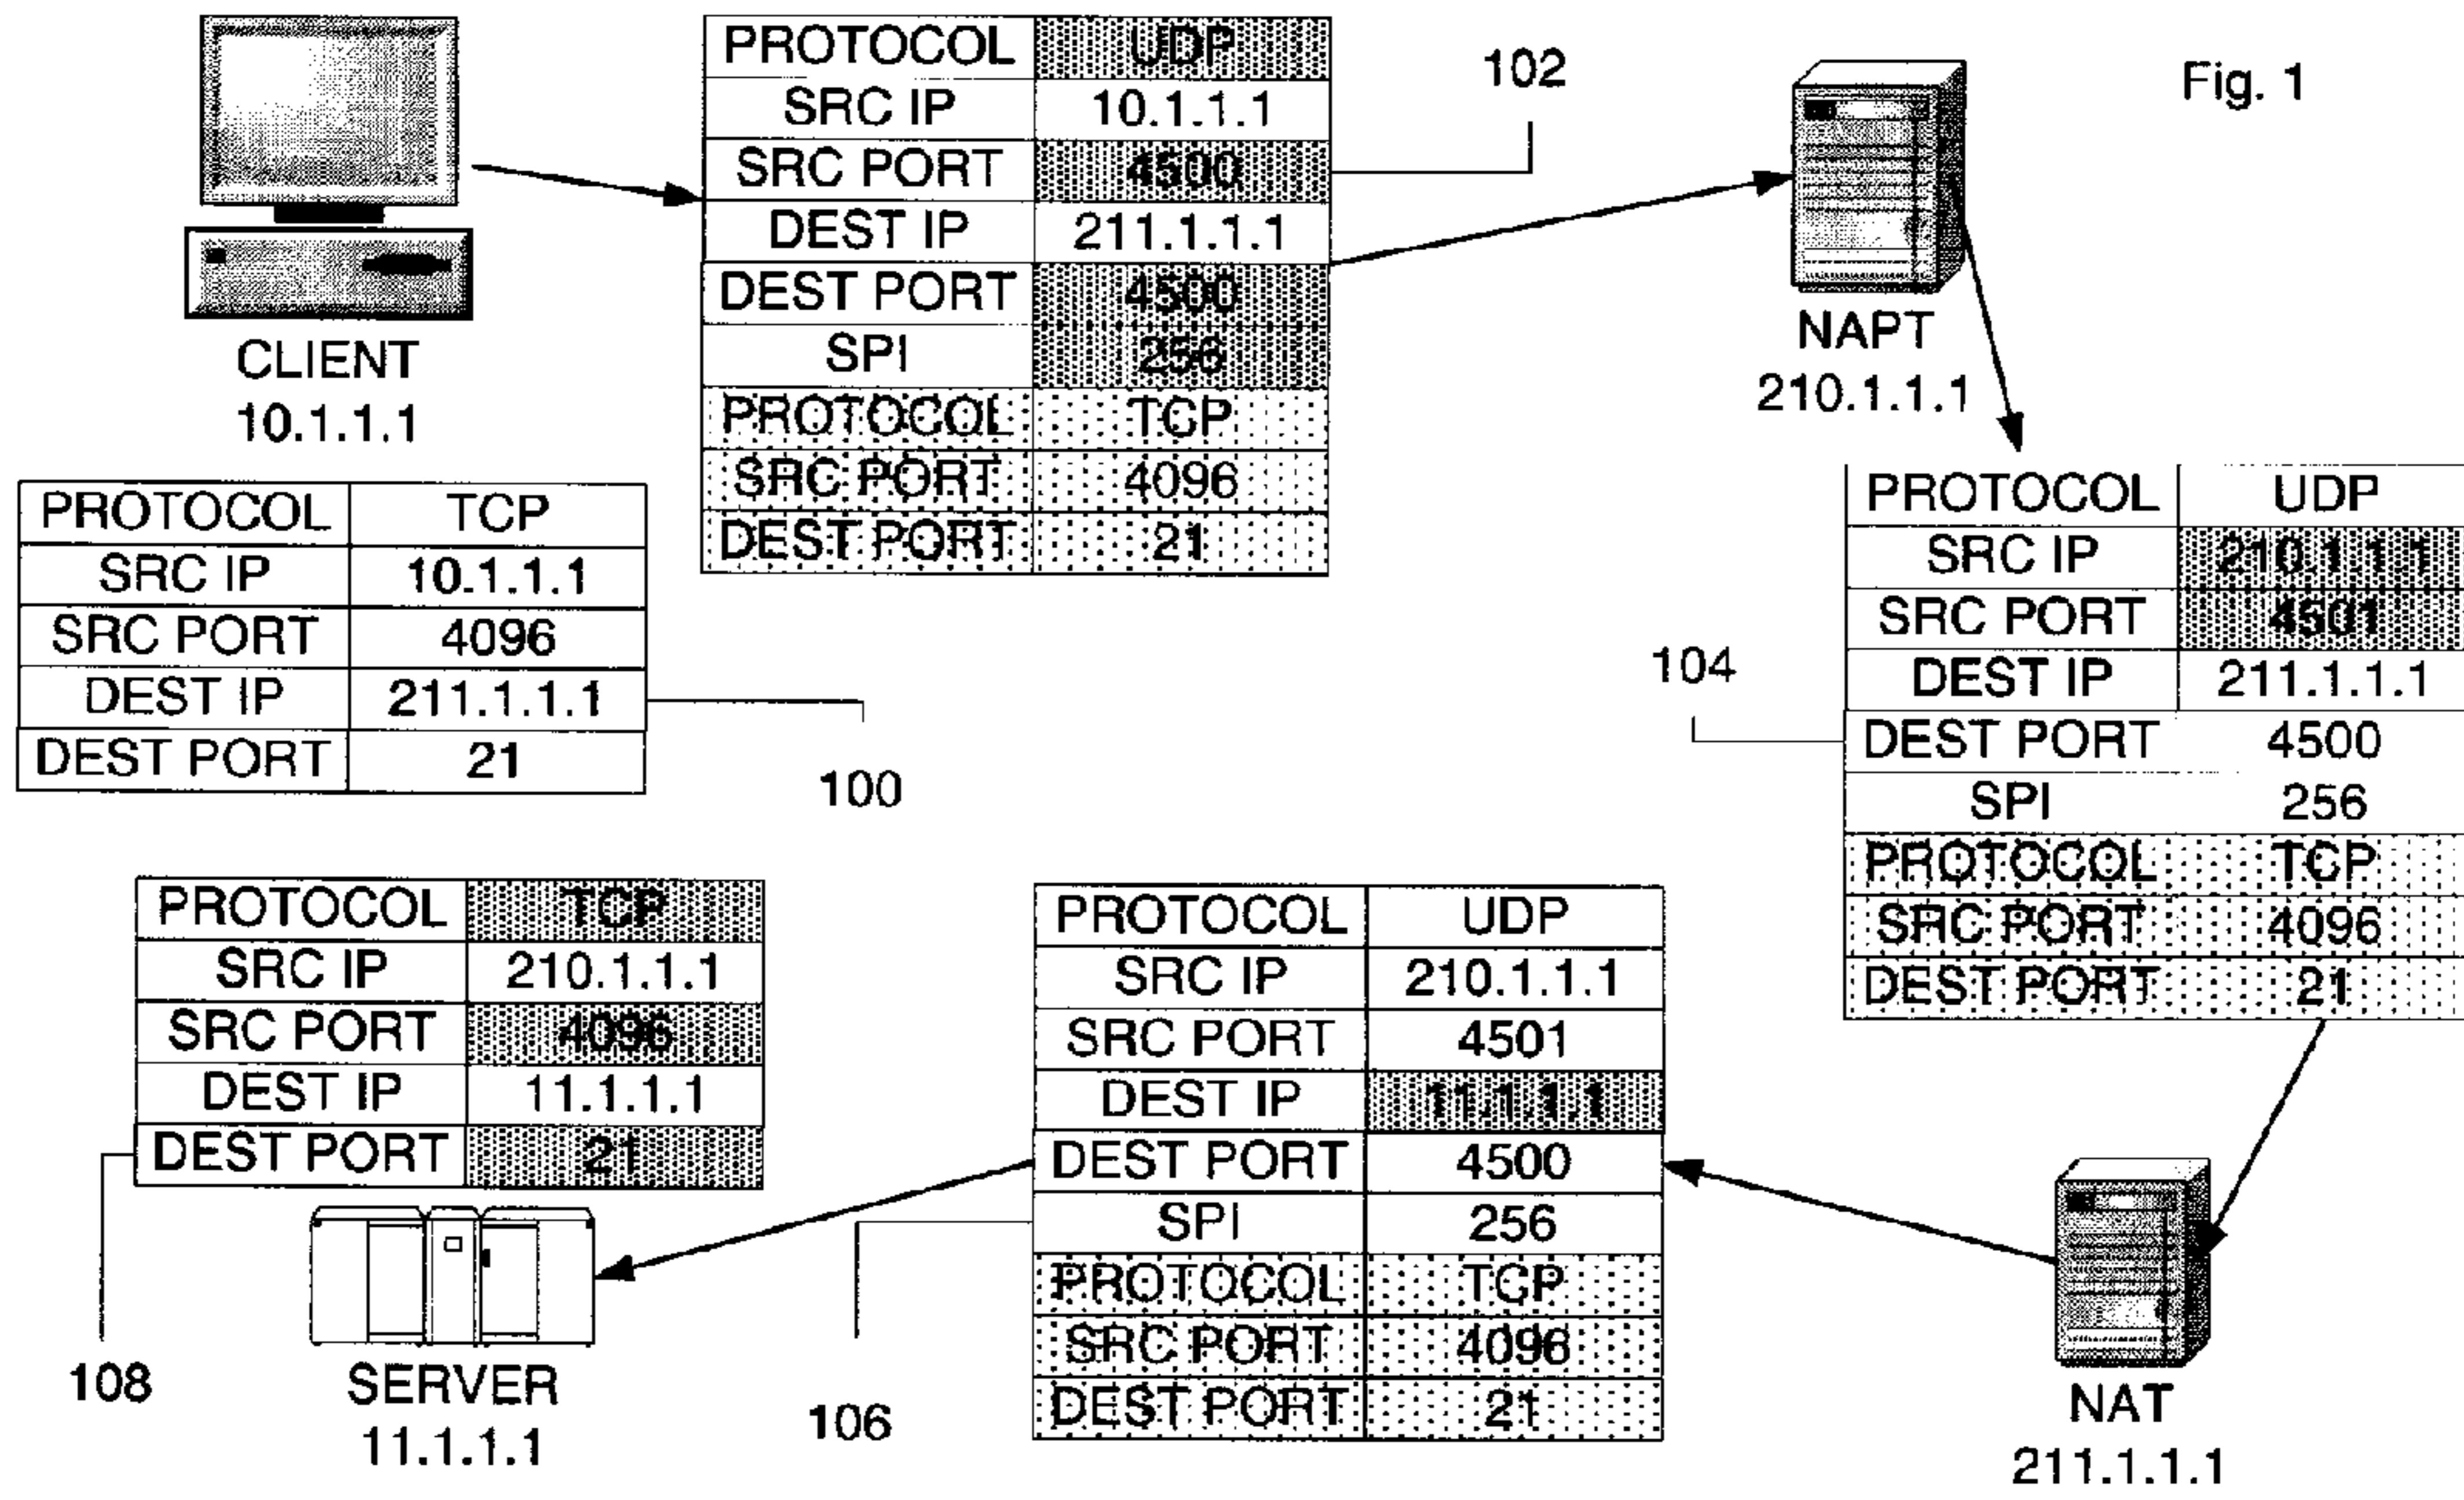 Fig. 1
CLIENT
10.1.1.1
PROTOCOL TCP
SRC IP 10.1.1.1
SRC PORT 4096
DEST IP 211.1.1.1
DEST PORT 21
100
PROTOCOL UDP
SRC IP 10.1.1.1
SRC PORT 4500
DEST IP 211.1.1.1
DEST PORT 4500
SPI 256
PROTOCOL TCP
SRC PORT 4096
DEST PORT 21
102
NAPT
210.1.1.1
PROTOCOL UDP
SRC IP 210.1.1.1
SRC PORT 4501
DEST IP 211.1.1.1
DEST PORT 4500
SPI 256
PROTOCOL TCP
SRC PORT 4096
DEST PORT 21
104
NAT
211.1.1.1
PROTOCOL UDP
SRC IP 210.1.1.1
SRC PORT 4501
DEST IP 11.1.1.1
DEST PORT 4500
SPI 256
PROTOCOL TCP
SRC PORT 4096
DEST PORT 21
106
PROTOCOL TCP
SRC IP 210.1.1.1
SRC PORT 4096
DEST IP 11.1.1.1
DEST PORT 21
108
SERVER
11.1.1.1